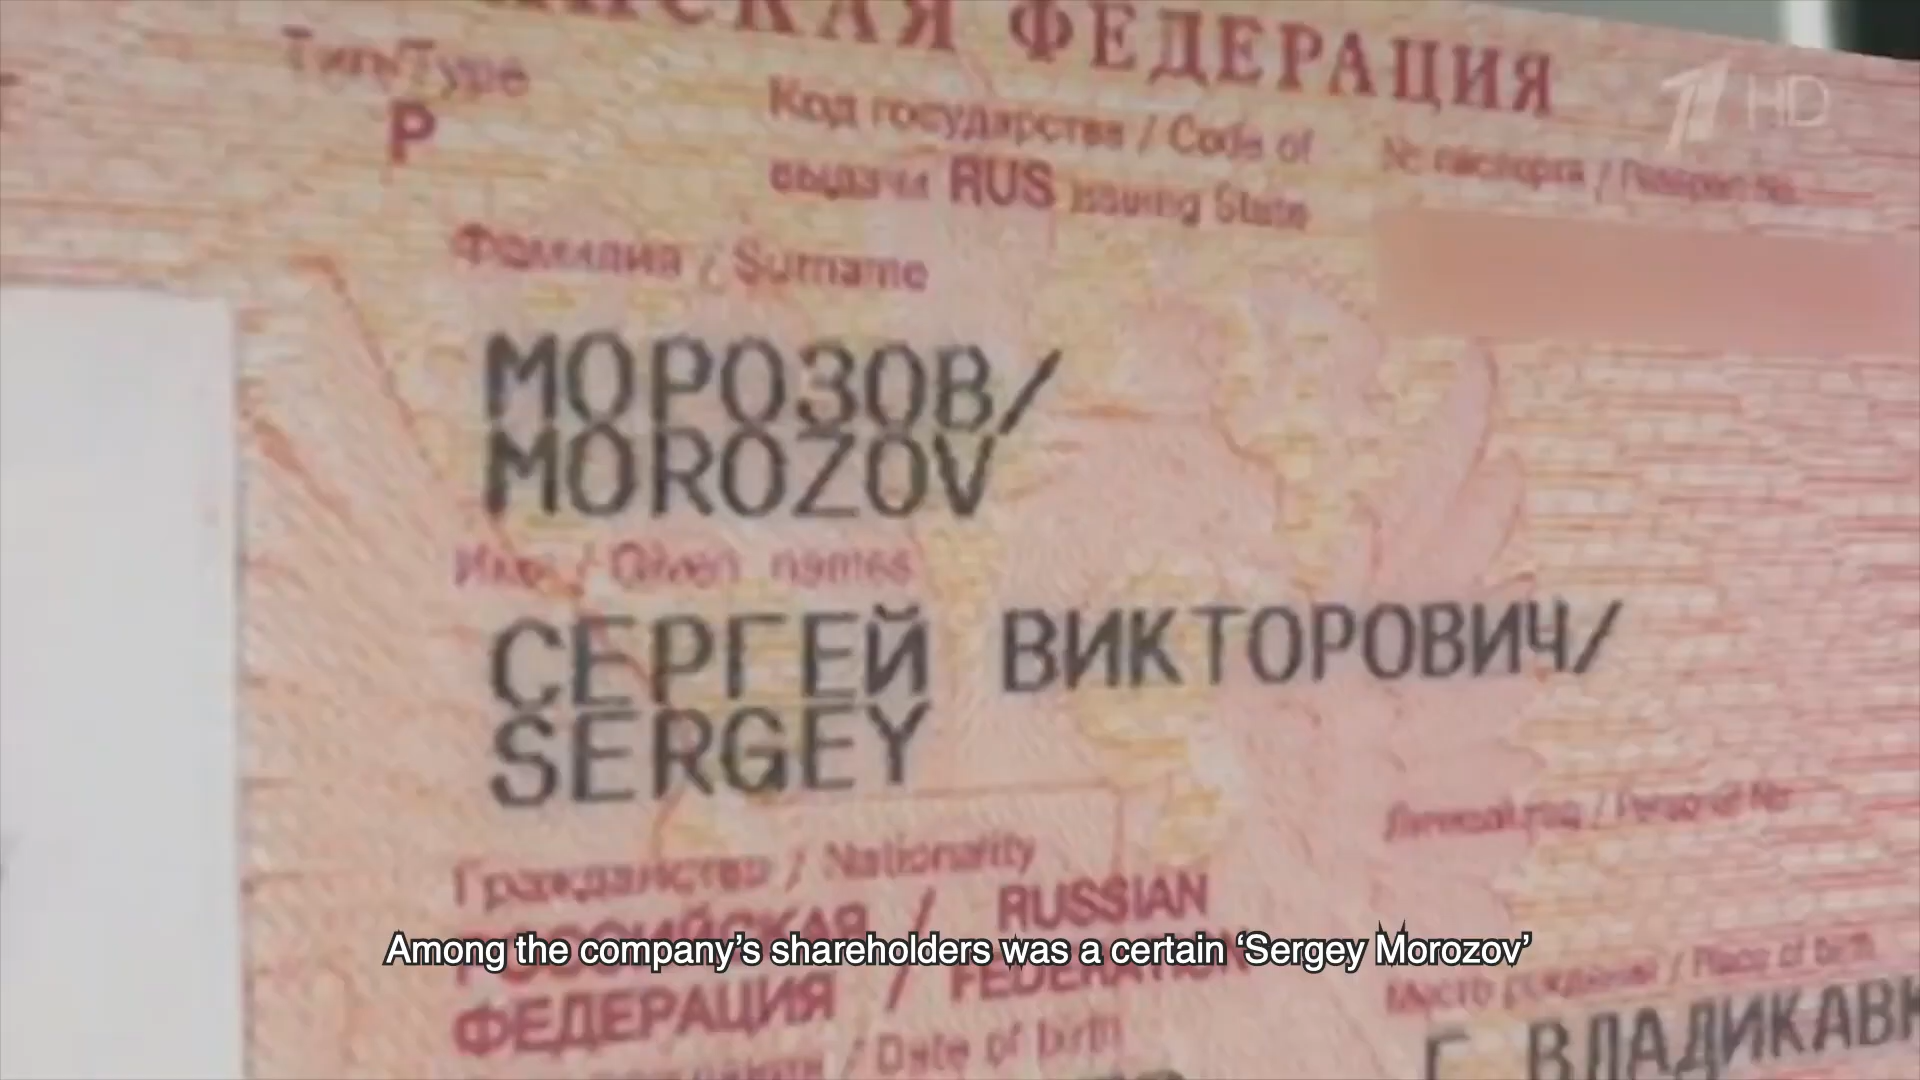 ФЕДЕРАЦИЯ
HD
Тип/Type
P
Код государства / Code of
выдачи RUS issuing State
№ паспорта / Passport No.
Фамилия / Surname
МОРОЗОВ/
MOROZOV
Имя / Given names
СЕРГЕЙ ВИКТОРОВИЧ/
SERGEY
Личный код / Personal No
Гражданство / Nationality
РОССИЙСКАЯ / RUSSIAN
Among the company’s shareholders was a certain ‘Sergey Morozov’
ФЕДЕРАЦИЯ / FEDERATION
Место рождения / Place of birth
/ Date of birth
Г. ВЛАДИКАВК